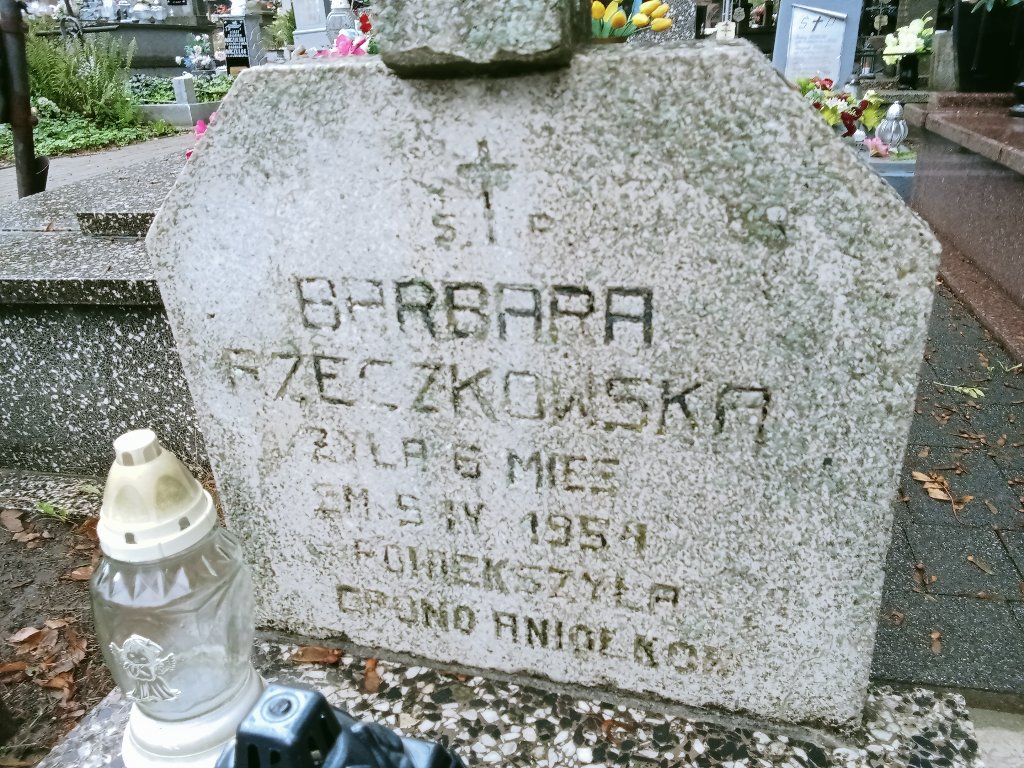 S P
BARBARA
RZECZKOWSKA
ŻYŁA 6 MIES
ZM 5 IV 1954
POWIĘKSZYŁA
GRONO ANIOŁKÓW